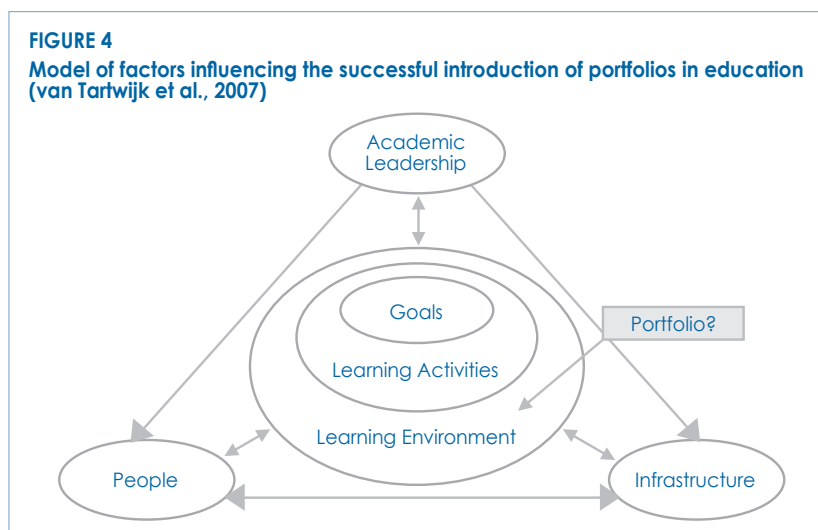 FIGURE 4
Model of factors influencing the successful introduction of portfolios in education
(van Tartwijk et al., 2007)
Academic
Leadership
Goals
Portfolio?
Learning Activities
Learning Environment
People
Infrastructure